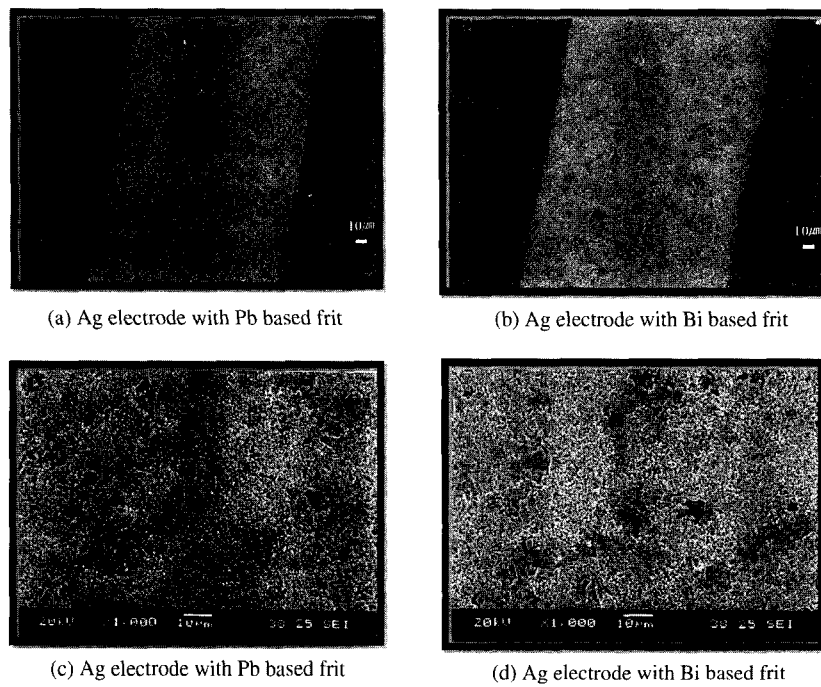 10μm
10μm
(a) Ag electrode with Pb based frit
(b) Ag electrode with Bi based frit
20kU X1,000 10μm 38 25 SEI
20kU X1,000 10μm 38 25 SEI
(c) Ag electrode with Pb based frit
(d) Ag electrode with Bi based frit